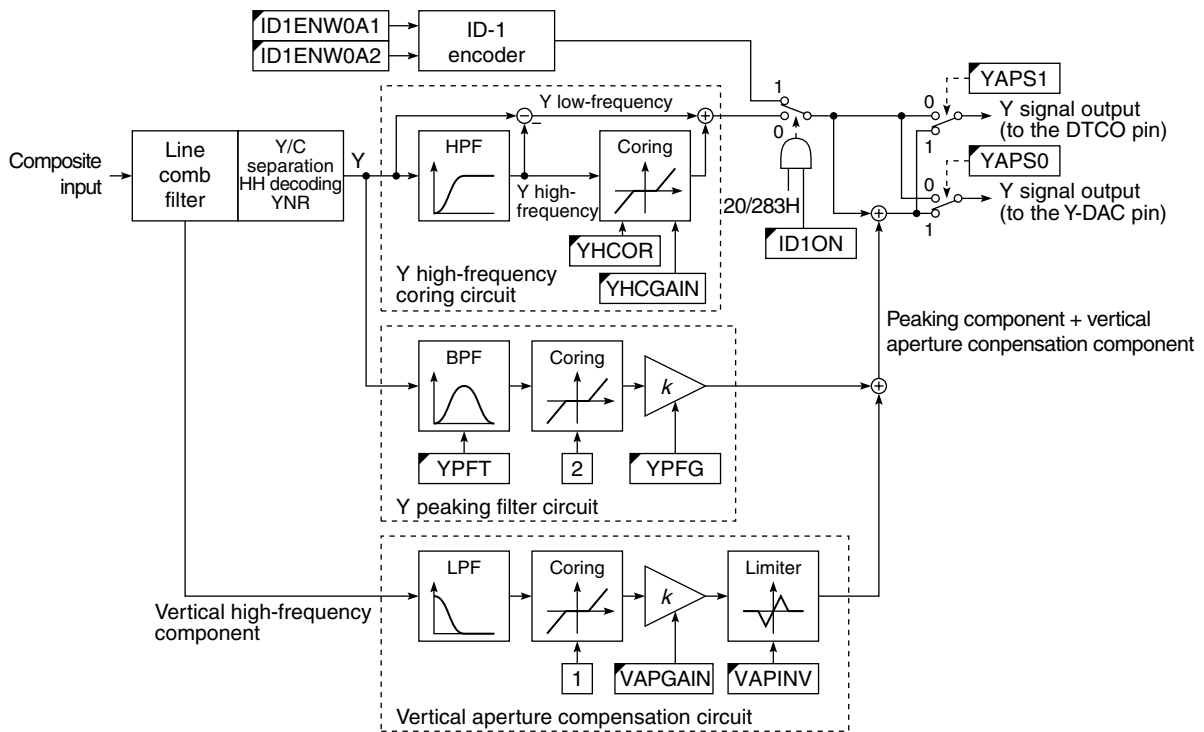 ID1ENW0A1
ID1ENW0A2
ID-1
encoder
YAPS1
Y low-frequency
1
0
0
1
Y signal output
(to the DTCO pin)
Composite
input
Line
comb
filter
Y/C
separation
HH decoding
YNR
Y
HPF
Y high-
frequency
Coring
−
20/283H
YAPS0
0
1
Y signal output
(to the Y-DAC pin)
ID1ON
YHCOR
YHCGAIN
Y high-frequency
coring circuit
Peaking component + vertical
aperture conpensation component
BPF
Coring
k
YPFT
2
YPFG
Y peaking filter circuit
LPF
Coring
k
Limiter
Vertical high-frequency
component
1
VAPGAIN
VAPINV
Vertical aperture compensation circuit